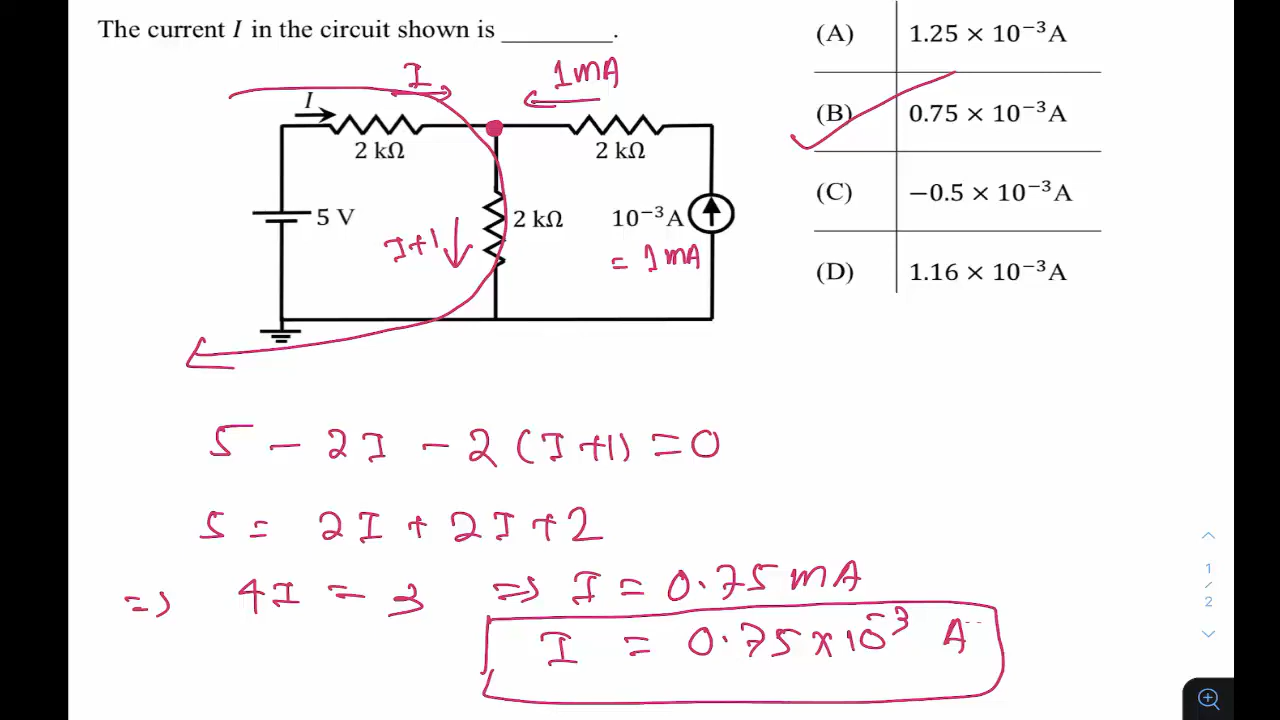 The current I in the circuit shown is ________.
(A) 1.25 × 10⁻³A
(B) 0.75 × 10⁻³A
(C) −0.5 × 10⁻³A
(D) 1.16 × 10⁻³A
I
1mA
I
2 kΩ
2 kΩ
5 V
I+1
2 kΩ
10⁻³A
= 1mA
5 − 2I − 2(I+1) = 0
5 = 2I + 2I + 2
⇒ 4I = 3 ⇒ I = 0.75 mA
I = 0.75×10⁻³ A
1
/
2